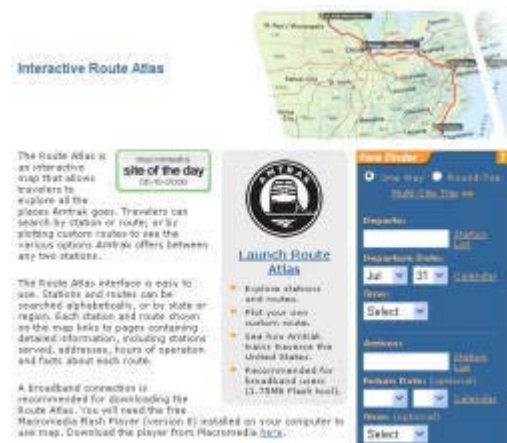 Interactive Route Atlas
The Route Atlas is
an interactive
map that allows
travelers to
explore all the
places Amtrak goes. Travelers can
search by station or route, or by
plotting custom routes to see the
various options Amtrak offers between
any two stations.
The Route Atlas interface is easy to
use. Stations and routes can be
searched alphabetically, or by state or
region. Each station and route shown
on the map links to pages containing
detailed information, including stations
served, addresses, hours of operation
and facts about each route.
A broadband connection is
recommended for downloading the
Route Atlas. You will need the free
Macromedia Flash Player (version 6) installed on your computer to
use map. Download the player from Macromedia here.
macromedia
site of the day
AMTRAK
Launch Route
Atlas
Explore stations
and routes.
Plot your own
custom route.
See how Amtrak
trains traverse the
United States.
Recommended for
broadband users
(1.75MB Flash tool).
Fare Finder ?
One-Way Round-Trip
Multi-City Trip
Departs:
Station
List
Departure Date:
Jul 31 Calendar
Time:
Select
Arrives:
Station
List
Return Date: (optional)
Calendar
Time: (optional)
Select